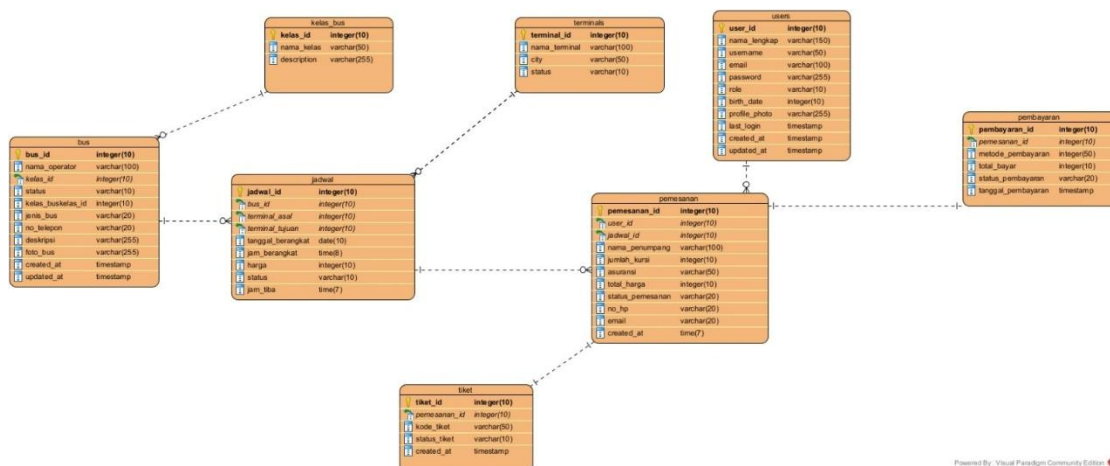 kelas_bus
kelas_id integer(10)
nama_kelas varchar(50)
description varchar(255)
terminals
terminal_id integer(10)
nama_terminal varchar(100)
city varchar(50)
status varchar(10)
users
user_id integer(10)
nama_lengkap varchar(150)
username varchar(50)
email varchar(100)
password varchar(255)
role varchar(10)
birth_date integer(10)
profile_photo varchar(255)
last_login timestamp
created_at timestamp
updated_at timestamp
pembayaran
pembayaran_id integer(10)
pemesanan_id integer(10)
metode_pembayaran integer(50)
total_bayar integer(10)
status_pembayaran varchar(20)
tanggal_pembayaran timestamp
bus
bus_id integer(10)
nama_operator varchar(100)
kelas_id integer(10)
status varchar(10)
kelas_buskelas_id integer(10)
jenis_bus varchar(20)
no_telepon varchar(20)
deskripsi varchar(255)
foto_bus varchar(255)
created_at timestamp
updated_at timestamp
jadwal
jadwal_id integer(10)
bus_id integer(10)
terminal_asal integer(10)
terminal_tujuan integer(10)
tanggal_berangkat date(10)
jam_berangkat time(8)
harga integer(10)
status varchar(10)
jam_tiba time(7)
pemesanan
pemesanan_id integer(10)
user_id integer(10)
jadwal_id integer(10)
nama_penumpang varchar(100)
jumlah_kursi integer(10)
asuransi varchar(50)
total_harga integer(10)
status_pemesanan varchar(20)
no_hp varchar(20)
email varchar(20)
created_at time(7)
tiket
tiket_id integer(10)
pemesanan_id integer(10)
kode_tiket varchar(50)
status_tiket varchar(10)
created_at timestamp
Powered By: Visual Paradigm Community Edition